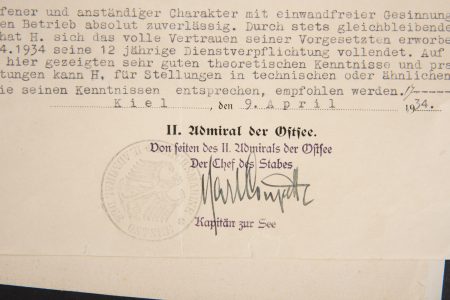 fener und anständiger Charakter mit einwandfreier Gesinnung
en Betrieb absolut zuverlässig. Durch stets gleichbleibende
hat H. sich das volle Vertrauen seiner Vorgesetzten erworbe
4.1934 seine 12 jährige Dienstverpflichtung vollendet. Auf
hier gezeigten sehr guten theoretischen Kenntnisse und pra
tungen kann H. für Stellungen in technischen oder ähnlichen
ie seinen Kenntnissen entsprechen, empfohlen werden.
Kiel, den 9. April 1934.
II. Admiral der Ostsee.
Von seiten des II. Admirals der Ostsee
Der Chef des Stabes
Kapitän zur See